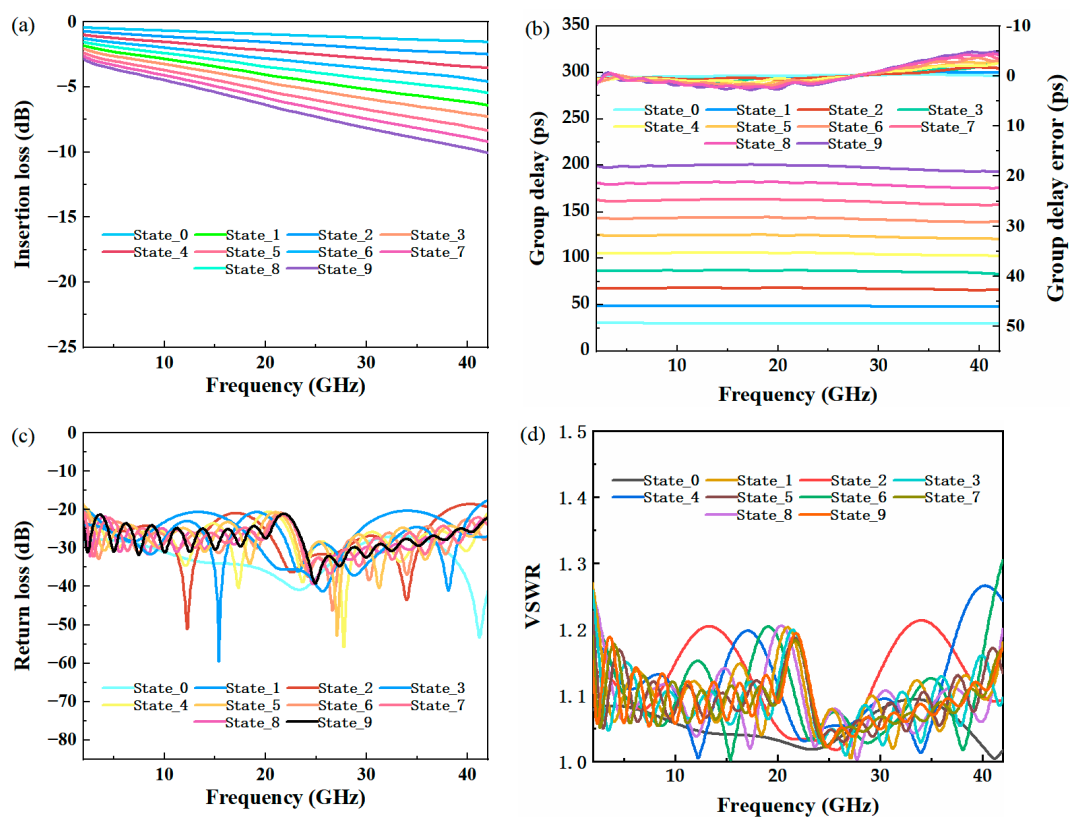 (a)
0
−5
−10
−15
−20
−25
Insertion loss (dB)
State_0 State_1 State_2 State_3
State_4 State_5 State_6 State_7
State_8 State_9
10 20 30 40
Frequency (GHz)
(b)
350
300
250
200
150
100
50
0
Group delay (ps)
-10
0
10
20
30
40
50
Group delay error (ps)
State_0 State_1 State_2 State_3
State_4 State_5 State_6 State_7
State_8 State_9
10 20 30 40
Frequency (GHz)
(c)
0
−10
−20
−30
−40
−50
−60
−70
−80
Return loss (dB)
State_0 State_1 State_2 State_3
State_4 State_5 State_6 State_7
State_8 State_9
10 20 30 40
Frequency (GHz)
(d)
1.5
1.4
1.3
1.2
1.1
1.0
VSWR
State_0 State_1 State_2 State_3
State_4 State_5 State_6 State_7
State_8 State_9
10 20 30 40
Frequency (GHz)